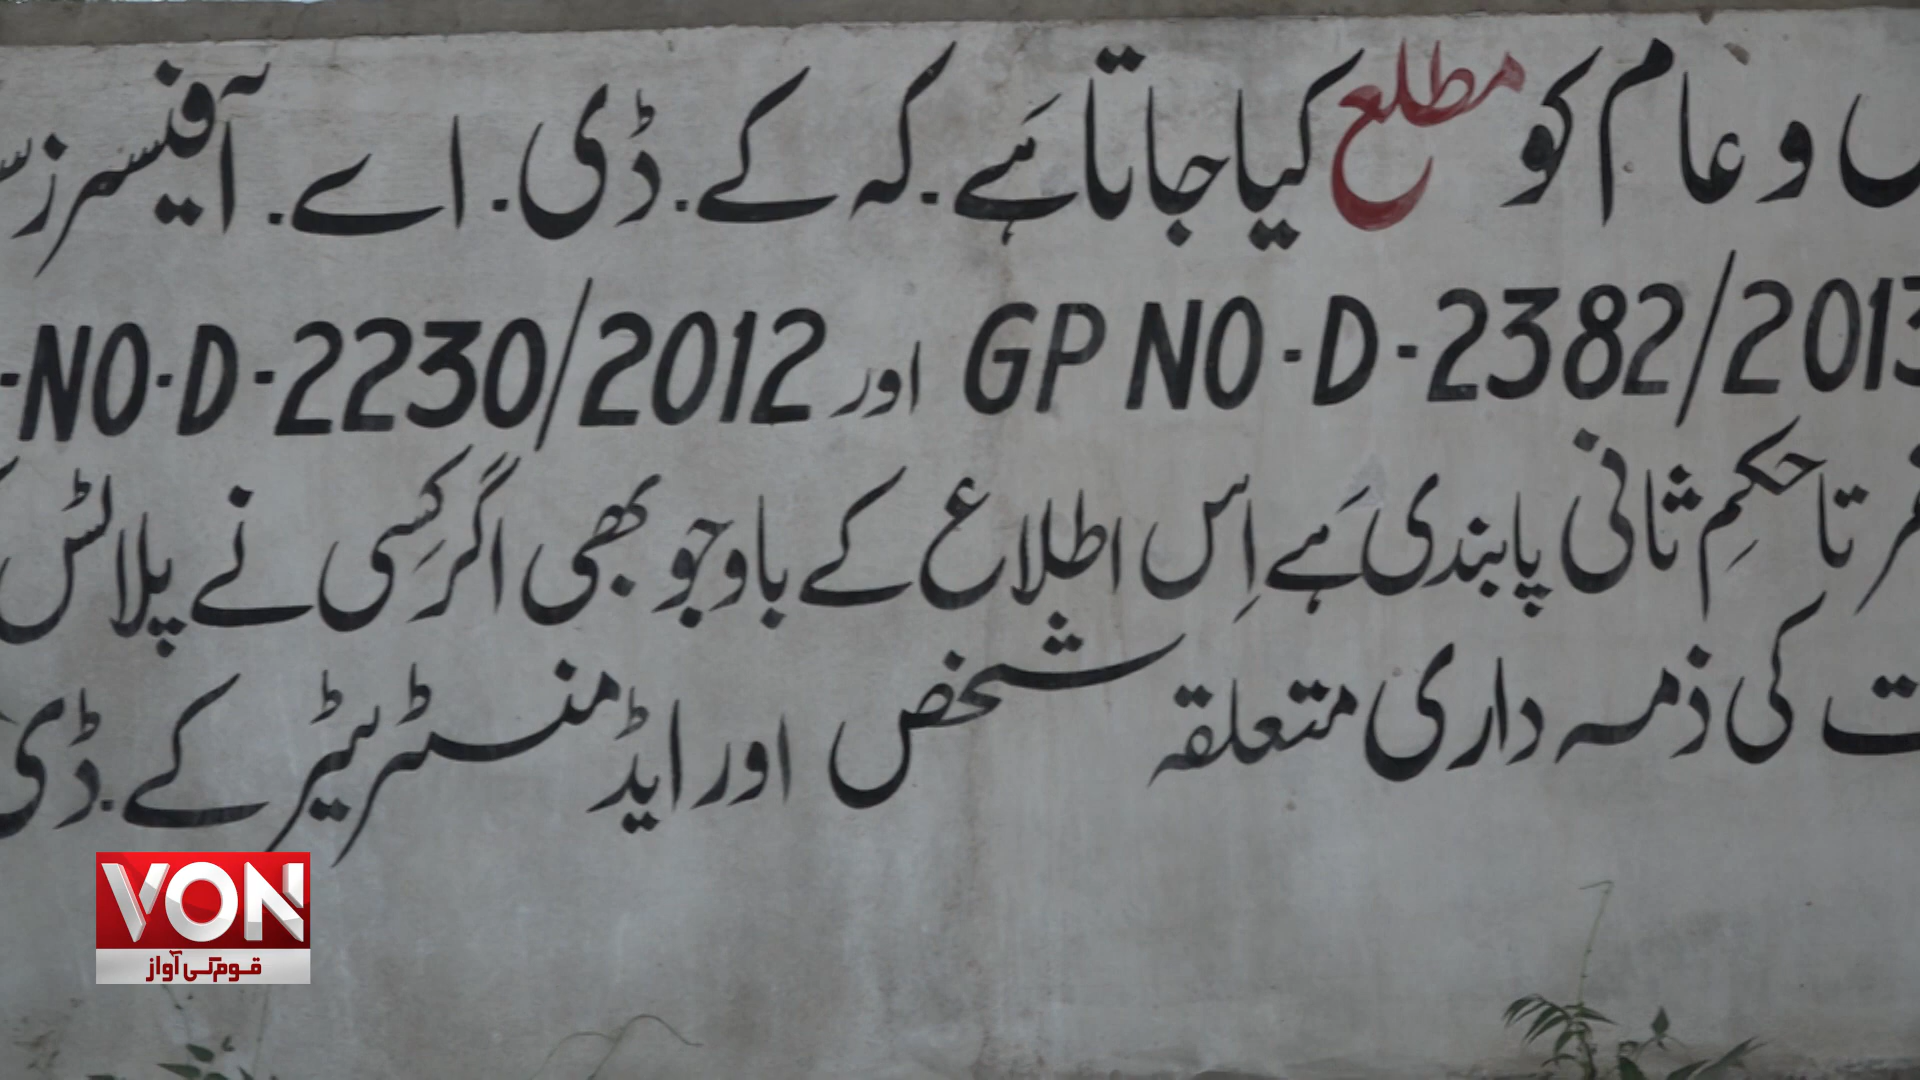 و عام کو مطلع کیا جاتا ہے۔ کہ کے۔ڈی۔اے۔ آفیسرز
GP NO·D-2382/2013 اور NO·D-2230/2012
تا حکمِ ثانی پابندی ہے اِس اطلاع کے باوجو بھی اگر کسِی نے پلاٹس
کی ذمہ داری متعلقہ شخص اور ایڈمنسٹریٹر کے۔ڈی
VON
قوم کی آواز